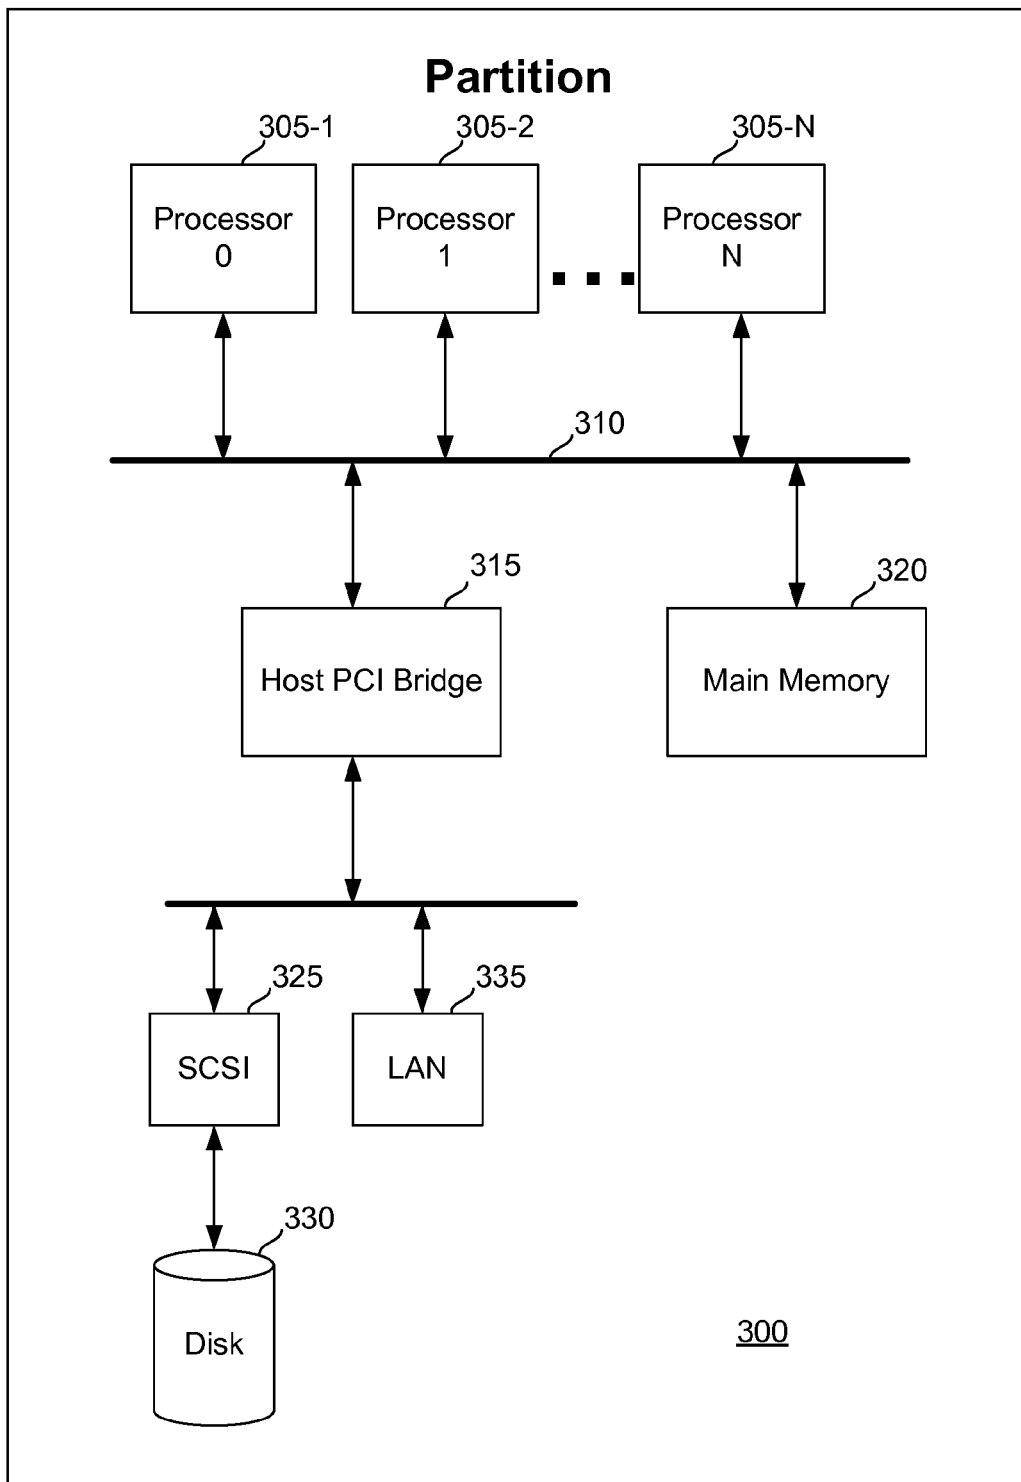 Partition
305-1
305-2
305-N
Processor
0
Processor
1
Processor
N
310
315
320
Host PCI Bridge
Main Memory
325
335
SCSI
LAN
330
Disk
300